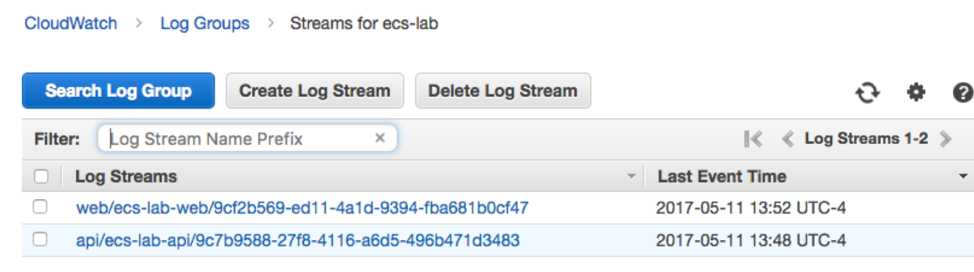 CloudWatch > Log Groups > Streams for ecs-lab
Search Log Group Create Log Stream Delete Log Stream
Filter: Log Stream Name Prefix × Log Streams 1-2
Log Streams Last Event Time
web/ecs-lab-web/9cf2b569-ed11-4a1d-9394-fba681b0cf47 2017-05-11 13:52 UTC-4
api/ecs-lab-api/9c7b9588-27f8-4116-a6d5-496b471d3483 2017-05-11 13:48 UTC-4